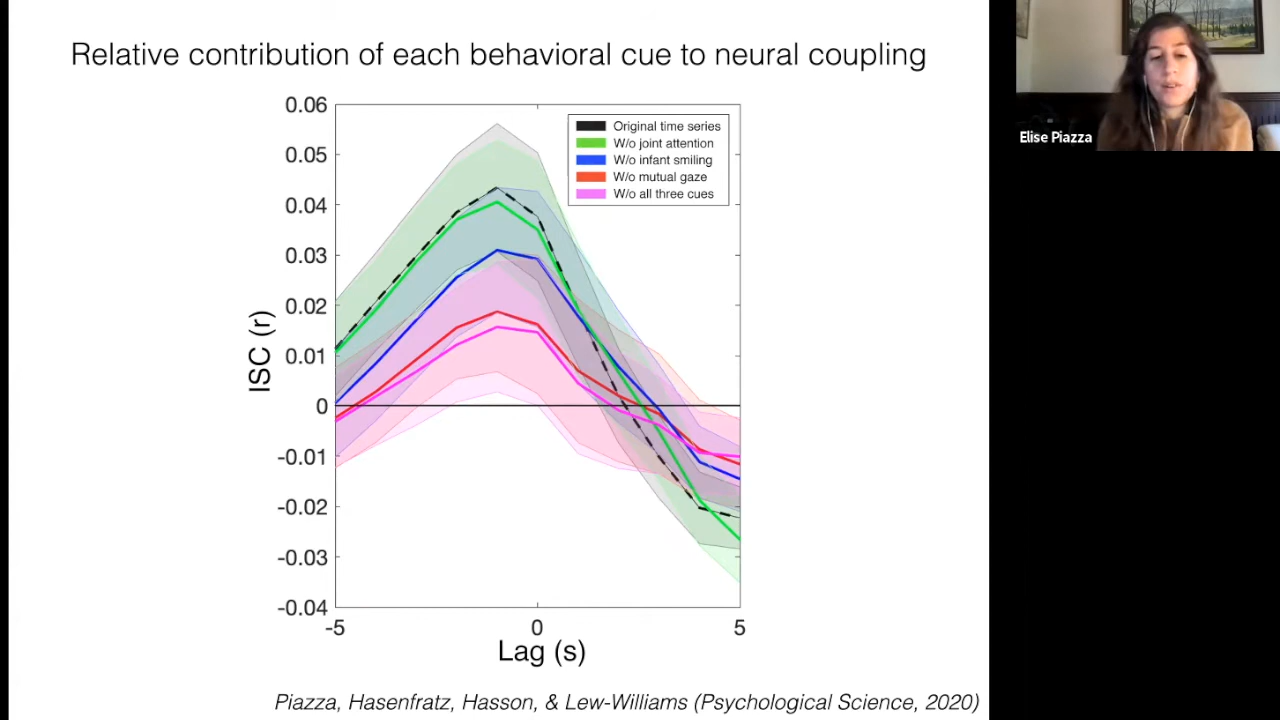 Relative contribution of each behavioral cue to neural coupling
Elise Piazza
0.06
0.05
0.04
0.03
0.02
0.01
0
-0.01
-0.02
-0.03
-0.04
ISC (r)
Original time series
W/o joint attention
W/o infant smiling
W/o mutual gaze
W/o all three cues
-5 0 5
Lag (s)
Piazza, Hasenfratz, Hasson, & Lew-Williams (Psychological Science, 2020)